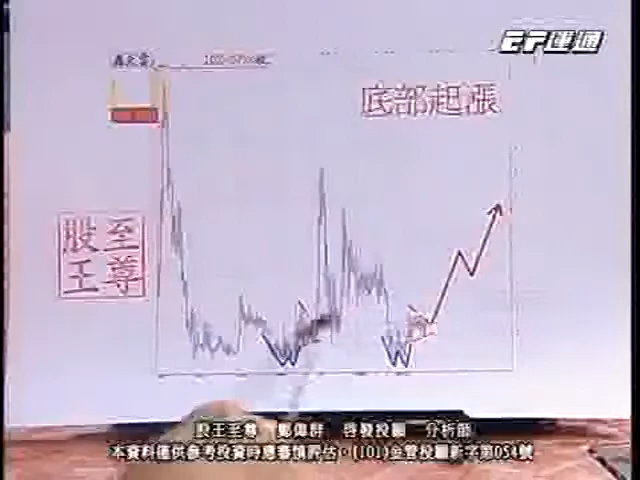 ET運通
底部起漲
股至
王尊
股王至尊 鄭偉群 啓發投顧 分析師
本資料僅供參考投資時應審慎評估‧(101)金管投顧新字第054號